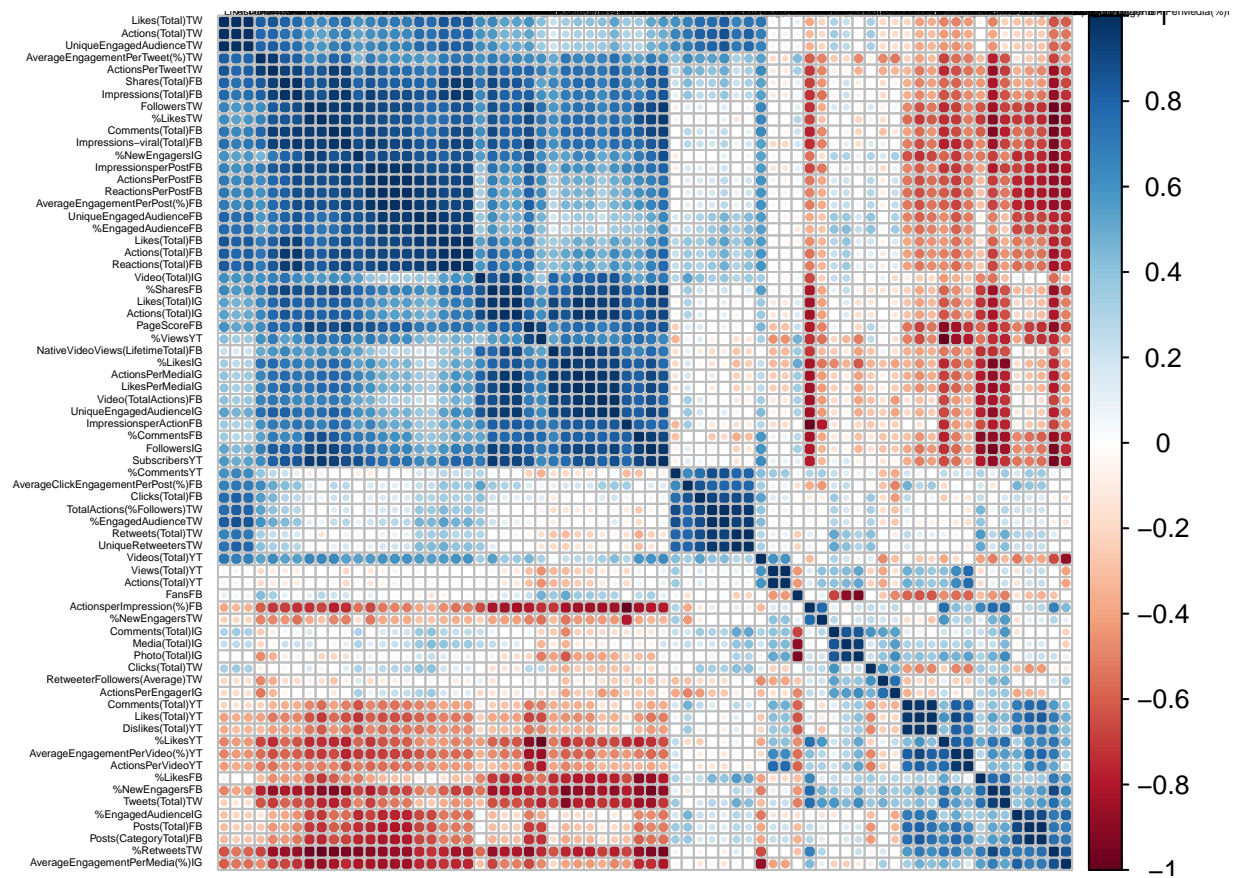 Likes(Total)TW
Actions(Total)TW
UniqueEngagedAudienceTW
AverageEngagementPerTweet(%)TW
ActionsPerTweetTW
Shares(Total)FB
Impressions(Total)FB
FollowersTW
%LikesTW
Comments(Total)FB
Impressions−viral(Total)FB
%NewEngagersIG
ImpressionsperPostFB
ActionsPerPostFB
ReactionsPerPostFB
AverageEngagementPerPost(%)FB
UniqueEngagedAudienceFB
%EngagedAudienceFB
Likes(Total)FB
Actions(Total)FB
Reactions(Total)FB
Video(Total)IG
%SharesFB
Likes(Total)IG
Actions(Total)IG
PageScoreFB
%ViewsYT
NativeVideoViews(LifetimeTotal)FB
%LikesIG
ActionsPerMediaIG
LikesPerMediaIG
Video(TotalActions)FB
UniqueEngagedAudienceIG
ImpressionsperActionFB
%CommentsFB
FollowersIG
SubscribersYT
%CommentsYT
AverageClickEngagementPerPost(%)FB
Clicks(Total)FB
TotalActions(%Followers)TW
%EngagedAudienceTW
Retweets(Total)TW
UniqueRetweetersTW
Videos(Total)YT
Views(Total)YT
Actions(Total)YT
FansFB
ActionsperImpression(%)FB
%NewEngagersTW
Comments(Total)IG
Media(Total)IG
Photo(Total)IG
Clicks(Total)TW
RetweeterFollowers(Average)TW
ActionsPerEngagerIG
Comments(Total)YT
Likes(Total)YT
Dislikes(Total)YT
%LikesYT
AverageEngagementPerVideo(%)YT
ActionsPerVideoYT
%LikesFB
%NewEngagersFB
Tweets(Total)TW
%EngagedAudienceIG
Posts(Total)FB
Posts(CategoryTotal)FB
%RetweetsTW
AverageEngagementPerMedia(%)IG
1
0.8
0.6
0.4
0.2
0
−0.2
−0.4
−0.6
−0.8
−1